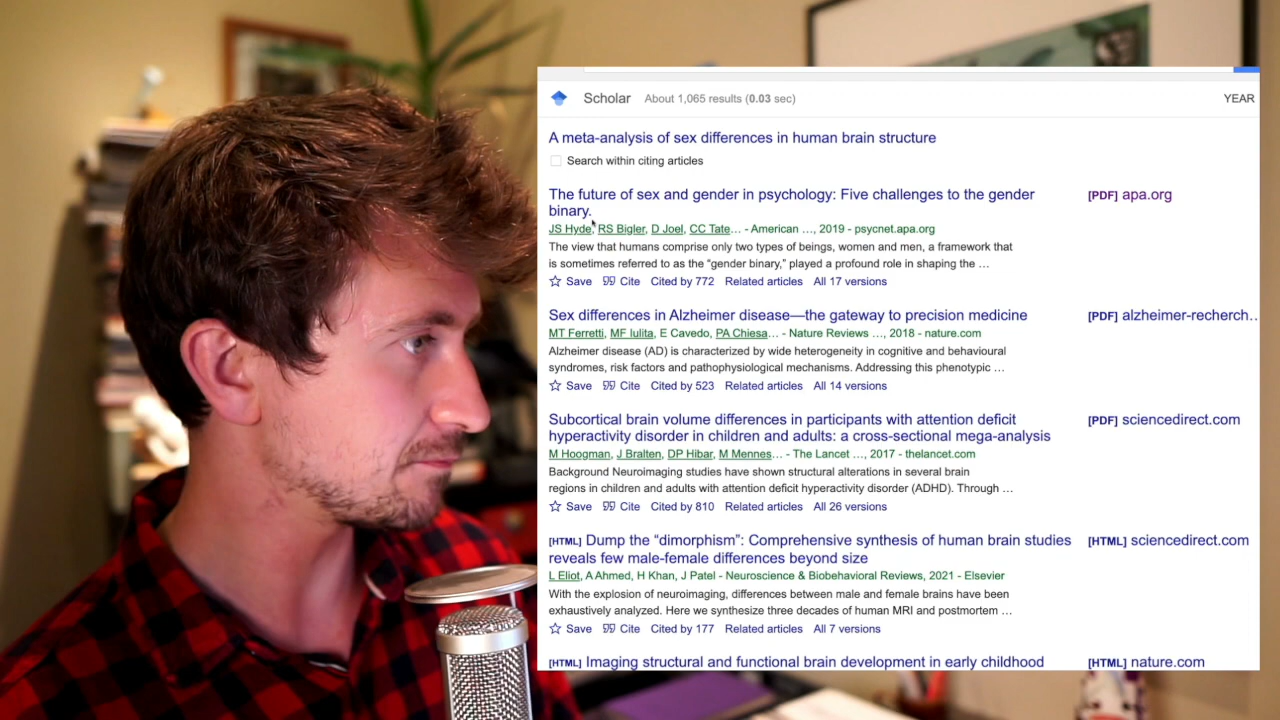 Scholar About 1,065 results (0.03 sec) YEAR
A meta-analysis of sex differences in human brain structure
Search within citing articles
The future of sex and gender in psychology: Five challenges to the gender [PDF] apa.org
binary.
JS Hyde, RS Bigler, D Joel, CC Tate… - American …, 2019 - psycnet.apa.org
The view that humans comprise only two types of beings, women and men, a framework that
is sometimes referred to as the “gender binary,” played a profound role in shaping the …
Save Cite Cited by 772 Related articles All 17 versions
Sex differences in Alzheimer disease—the gateway to precision medicine [PDF] alzheimer-recherch…
MT Ferretti, MF Iulita, E Cavedo, PA Chiesa… - Nature Reviews …, 2018 - nature.com
Alzheimer disease (AD) is characterized by wide heterogeneity in cognitive and behavioural
syndromes, risk factors and pathophysiological mechanisms. Addressing this phenotypic …
Save Cite Cited by 523 Related articles All 14 versions
Subcortical brain volume differences in participants with attention deficit [PDF] sciencedirect.com
hyperactivity disorder in children and adults: a cross-sectional mega-analysis
M Hoogman, J Bralten, DP Hibar, M Mennes… - The Lancet …, 2017 - thelancet.com
Background Neuroimaging studies have shown structural alterations in several brain
regions in children and adults with attention deficit hyperactivity disorder (ADHD). Through …
Save Cite Cited by 810 Related articles All 26 versions
[HTML] Dump the “dimorphism”: Comprehensive synthesis of human brain studies [HTML] sciencedirect.com
reveals few male-female differences beyond size
L Eliot, A Ahmed, H Khan, J Patel - Neuroscience & Biobehavioral Reviews, 2021 - Elsevier
With the explosion of neuroimaging, differences between male and female brains have been
exhaustively analyzed. Here we synthesize three decades of human MRI and postmortem …
Save Cite Cited by 177 Related articles All 7 versions
[HTML] Imaging structural and functional brain development in early childhood [HTML] nature.com